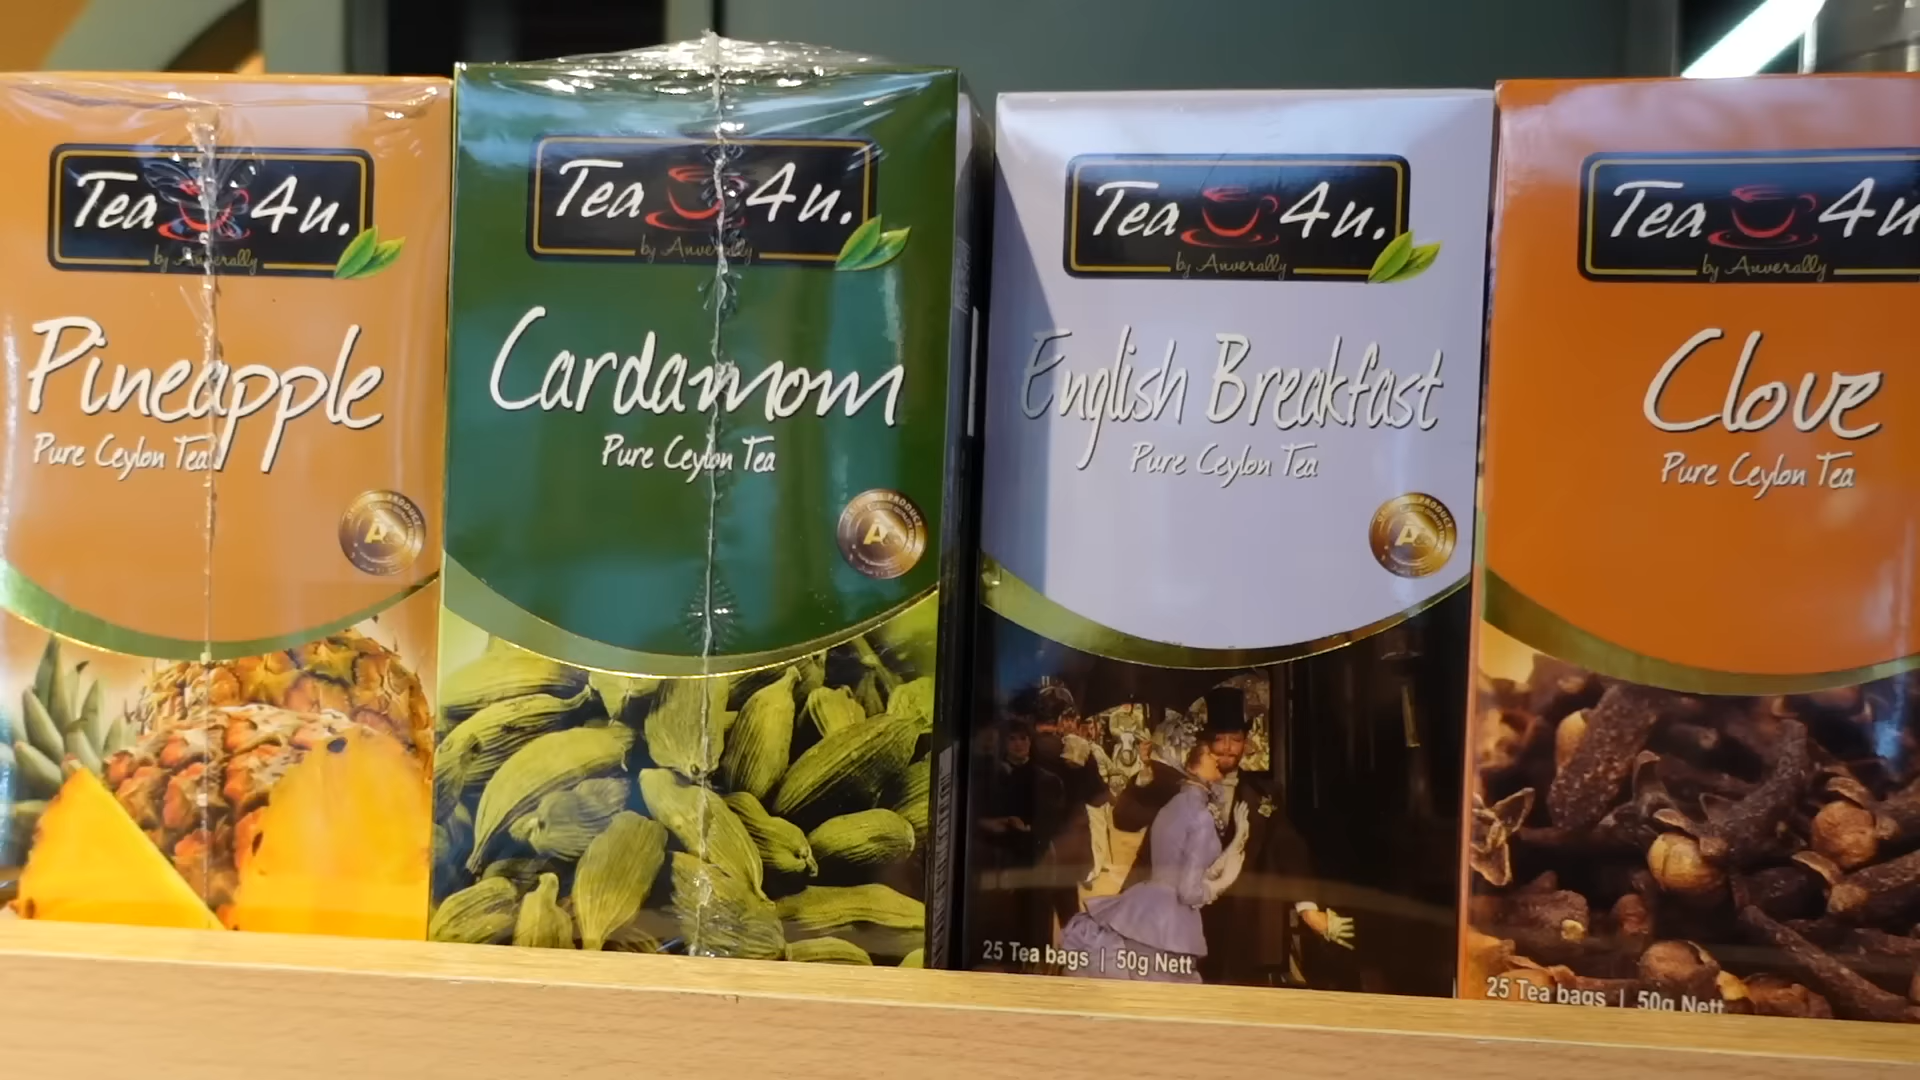 Tea 4u.
by Anverally
Pineapple
Pure Ceylon Tea
Tea 4u.
by Anverally
Cardamom
Pure Ceylon Tea
Tea 4u.
by Anverally
English Breakfast
Pure Ceylon Tea
25 Tea bags | 50g Nett
Tea 4u
by Anverally
Clove
Pure Ceylon Tea
25 Tea bags | 50g Nett